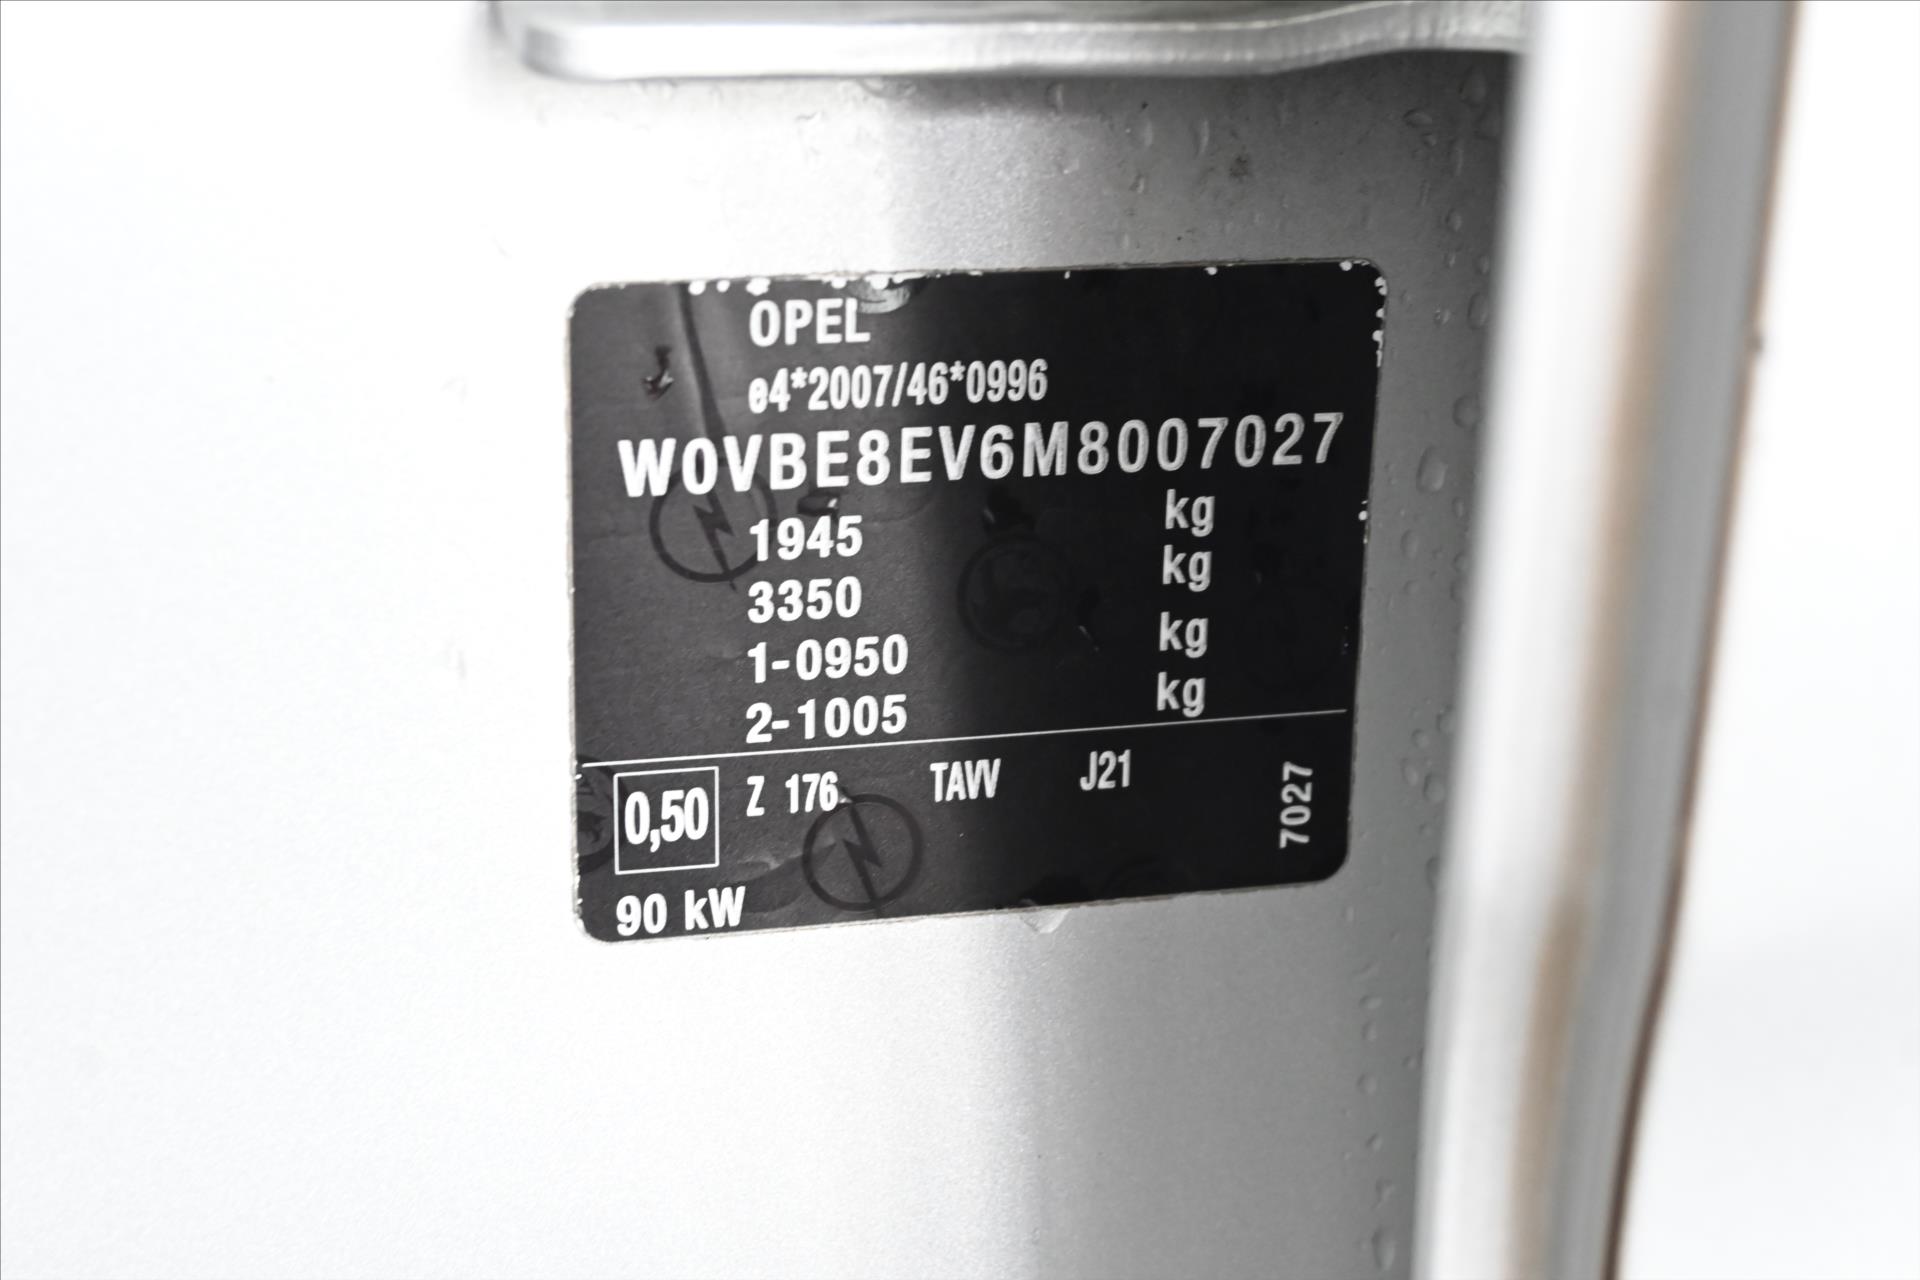 OPEL
e4*2007/46*0996
W0VBE8EV6M8007027
1945 kg
3350 kg
1-0950 kg
2-1005 kg
0,50 Z 176 TAVV J21 7027
90 kW